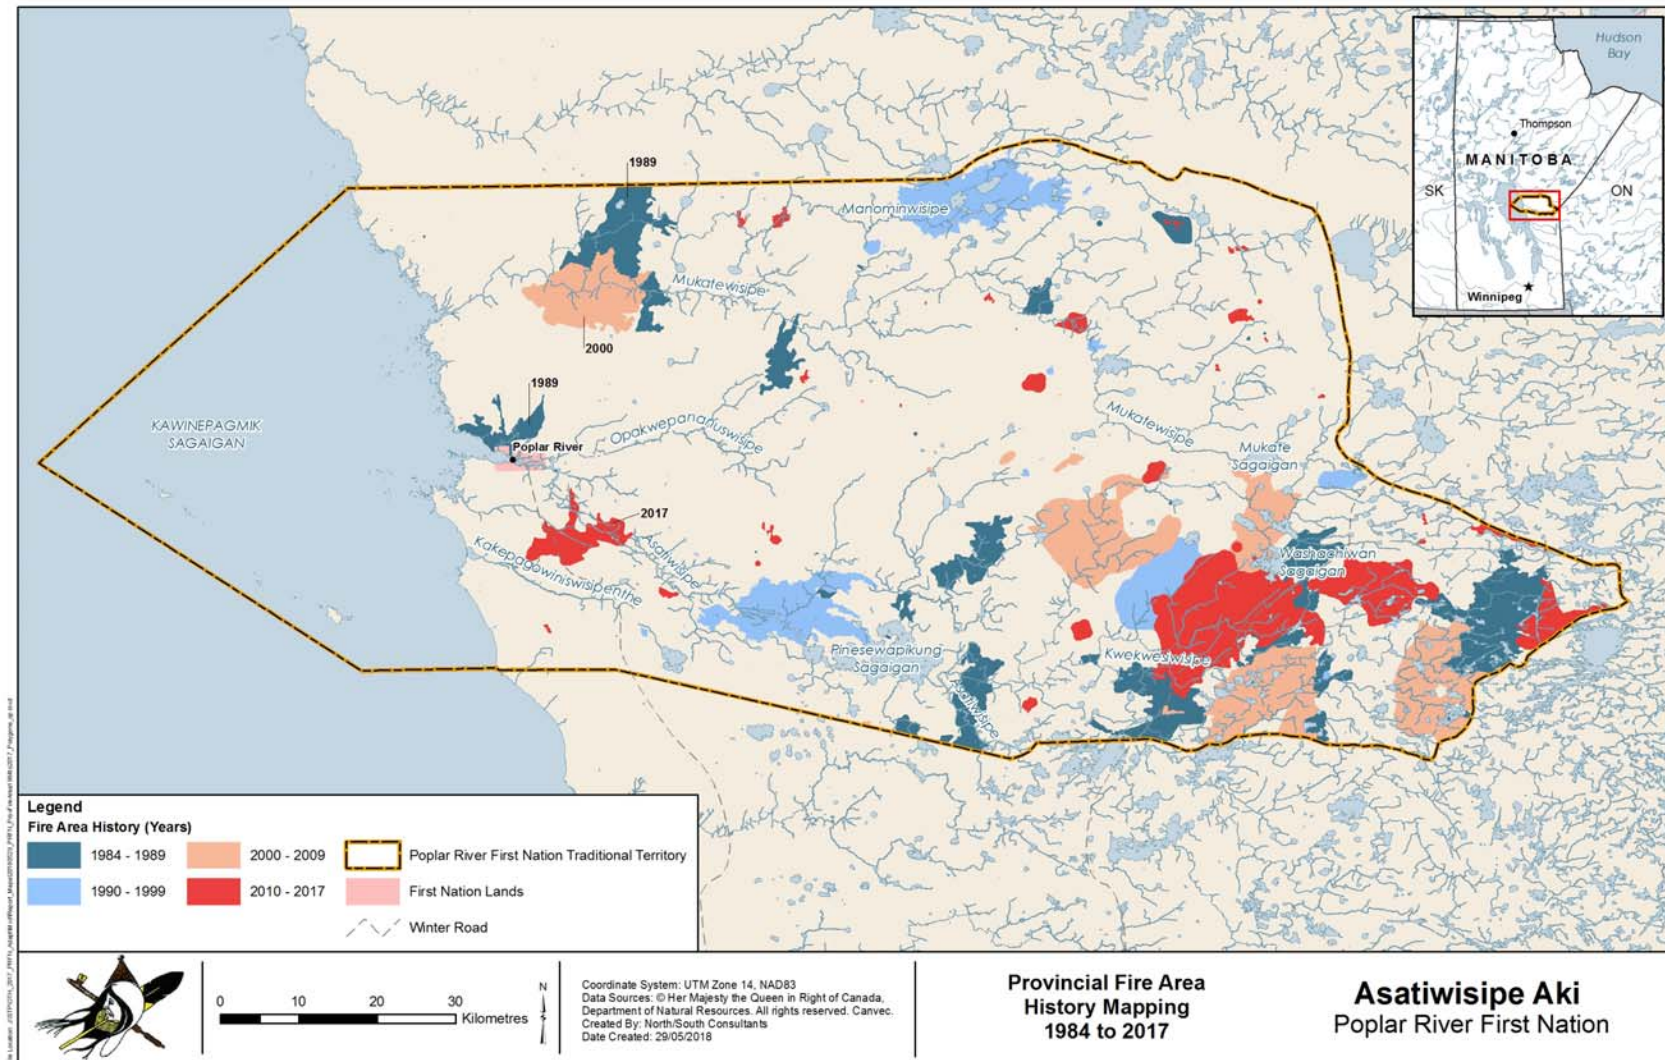 Hudson
Bay
Thompson
MANITOBA
SK
ON
Winnipeg
1989
Manominwisipe
Mukatewisipe
2000
1989
KAWINEPAGMIK
SAGAIGAN
Opakwepananuswisipe
Poplar River
Mukatewisipe
Mukate
Sagaigan
2017
Asatiwisipe
Kakepagowiniswisipenthe
Washachiwan
Sagaigan
Pinesewapikung
Sagaigan
Kwekwesiwisipe
Asatiwisipe
Legend
Fire Area History (Years)
1984 - 1989
2000 - 2009
Poplar River First Nation Traditional Territory
1990 - 1999
2010 - 2017
First Nation Lands
Winter Road
0 10 20 30
Kilometres
N
Coordinate System: UTM Zone 14, NAD83
Data Sources: © Her Majesty the Queen in Right of Canada,
Department of Natural Resources. All rights reserved. Canvec.
Created By: North/South Consultants
Date Created: 29/05/2018
Provincial Fire Area
History Mapping
1984 to 2017
Asatiwisipe Aki
Poplar River First Nation